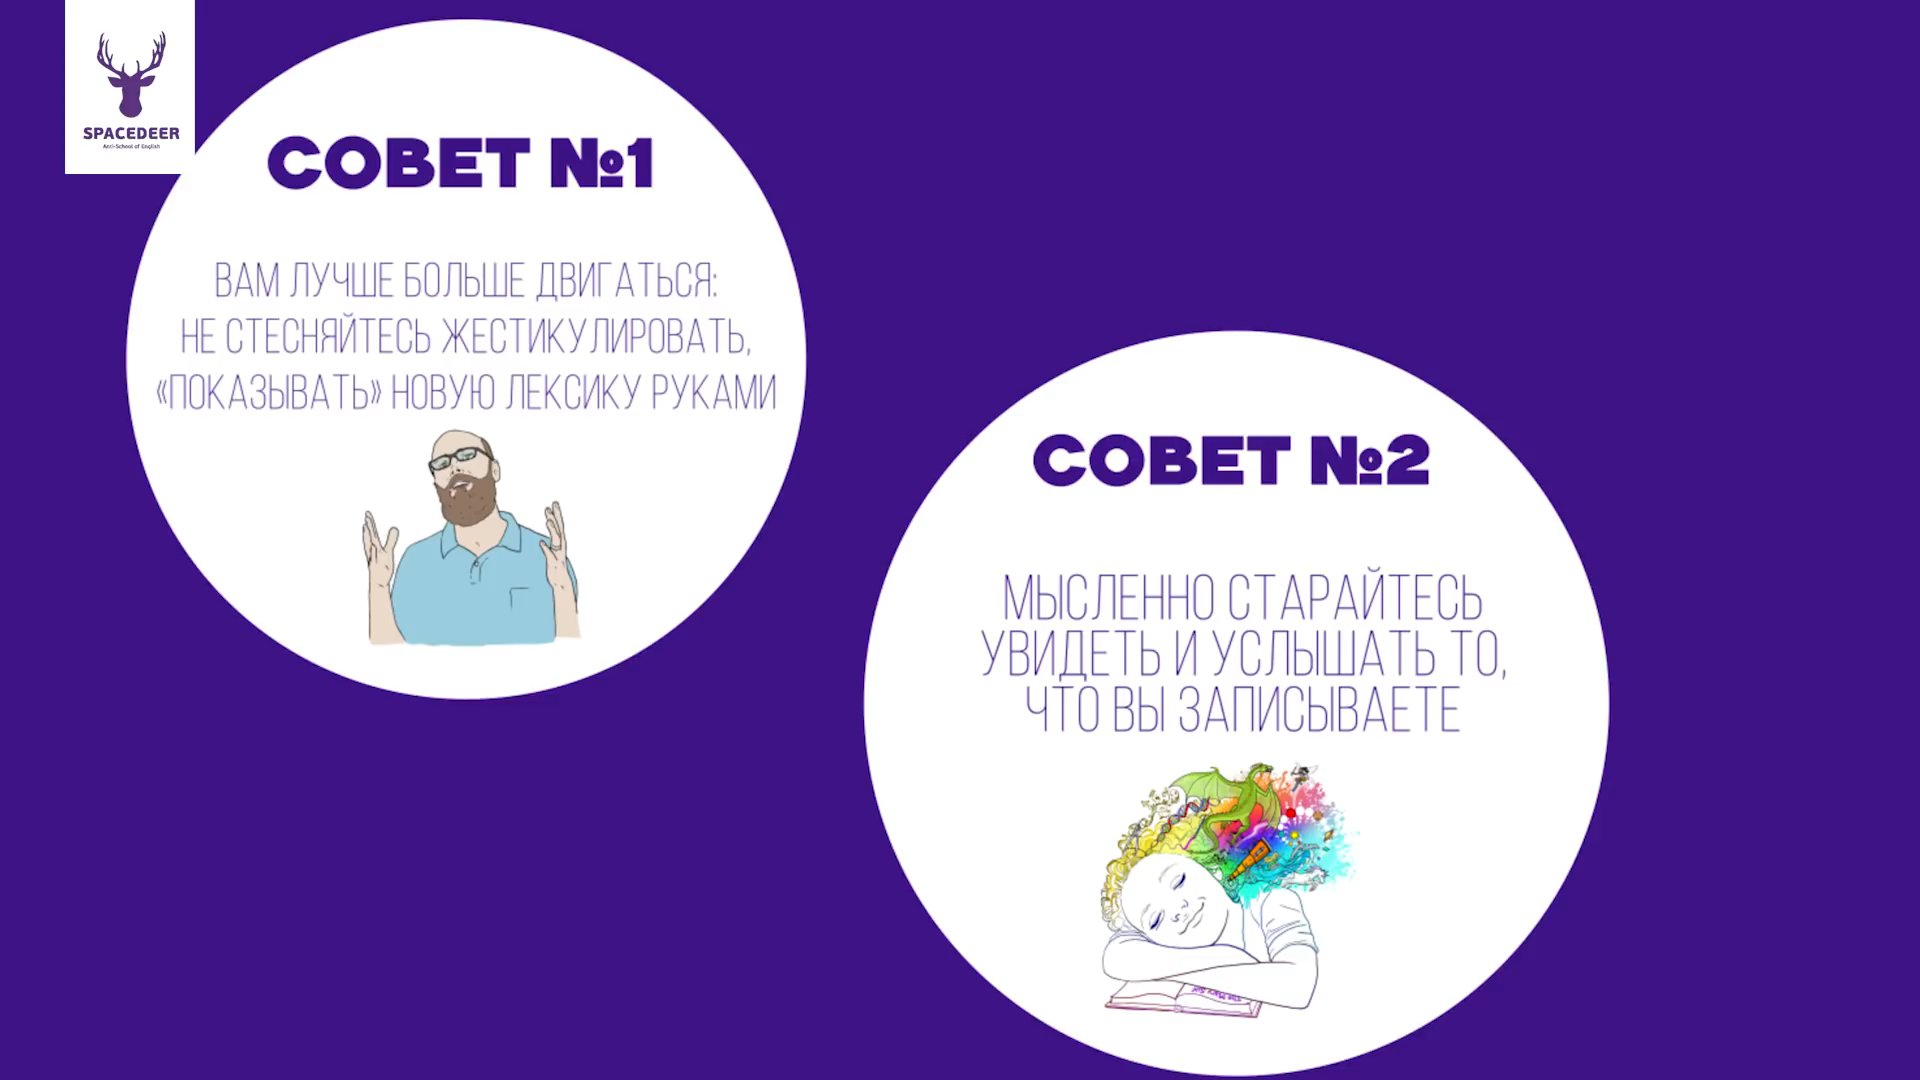 SPACEDEER
Anti-School of English
СОВЕТ №1
ВАМ ЛУЧШЕ БОЛЬШЕ ДВИГАТЬСЯ:
НЕ СТЕСНЯЙТЕСЬ ЖЕСТИКУЛИРОВАТЬ,
«ПОКАЗЫВАТЬ» НОВУЮ ЛЕКСИКУ РУКАМИ
СОВЕТ №2
МЫСЛЕННО СТАРАЙТЕСЬ
УВИДЕТЬ И УСЛЫШАТЬ ТО,
ЧТО ВЫ ЗАПИСЫВАЕТЕ